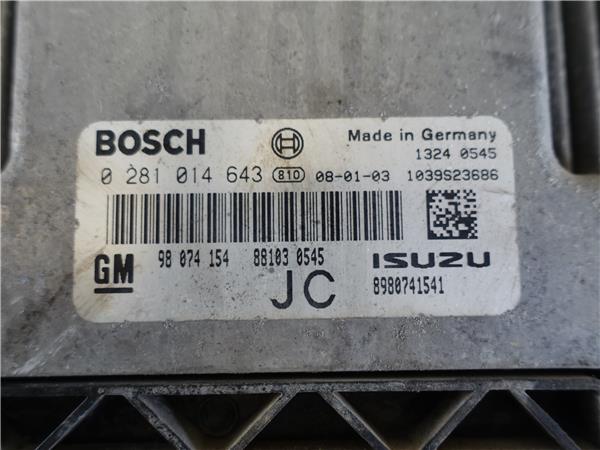 BOSCH Made in Germany
1324 0545
0 281 014 643 810 08-01-03 1039S23686
GM 98 074 154 88103 0545 ISUZU
JC 8980741541